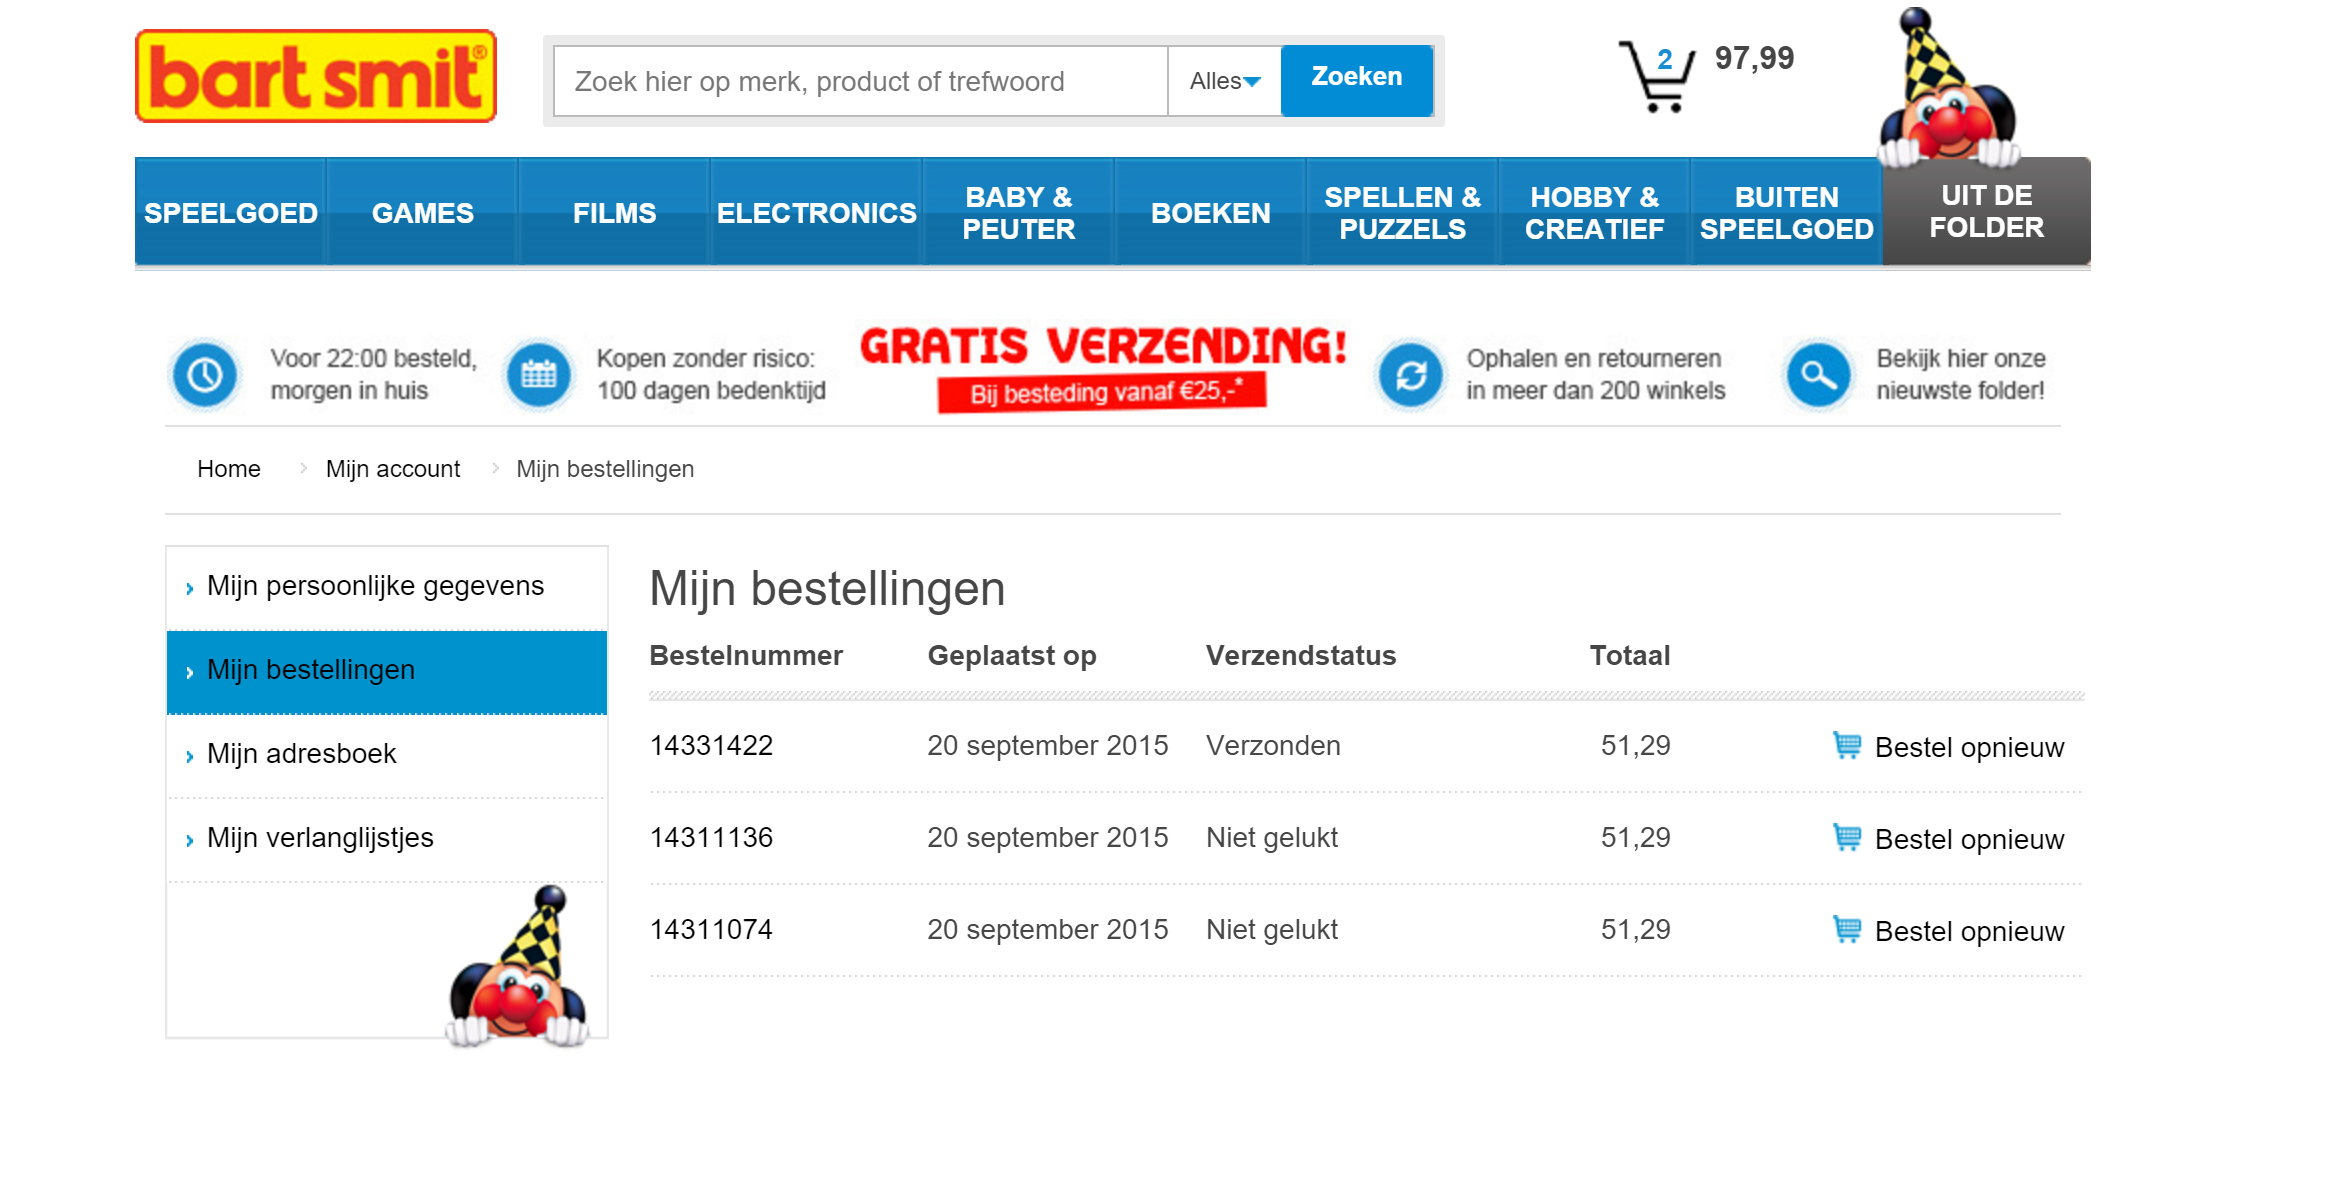 bart smit®
Zoek hier op merk, product of trefwoord
Alles
Zoeken
2
97,99
SPEELGOED
GAMES
FILMS
ELECTRONICS
BABY &
PEUTER
BOEKEN
SPELLEN &
PUZZELS
HOBBY &
CREATIEF
BUITEN
SPEELGOED
UIT DE
FOLDER
Voor 22:00 besteld,
morgen in huis
Kopen zonder risico:
100 dagen bedenktijd
GRATIS VERZENDING!
Bij besteding vanaf €25,-*
Ophalen en retourneren
in meer dan 200 winkels
Bekijk hier onze
nieuwste folder!
Home > Mijn account > Mijn bestellingen
Mijn persoonlijke gegevens
Mijn bestellingen
Mijn adresboek
Mijn verlanglijstjes
Mijn bestellingen
Bestelnummer Geplaatst op Verzendstatus Totaal
14331422 20 september 2015 Verzonden 51,29 Bestel opnieuw
14311136 20 september 2015 Niet gelukt 51,29 Bestel opnieuw
14311074 20 september 2015 Niet gelukt 51,29 Bestel opnieuw